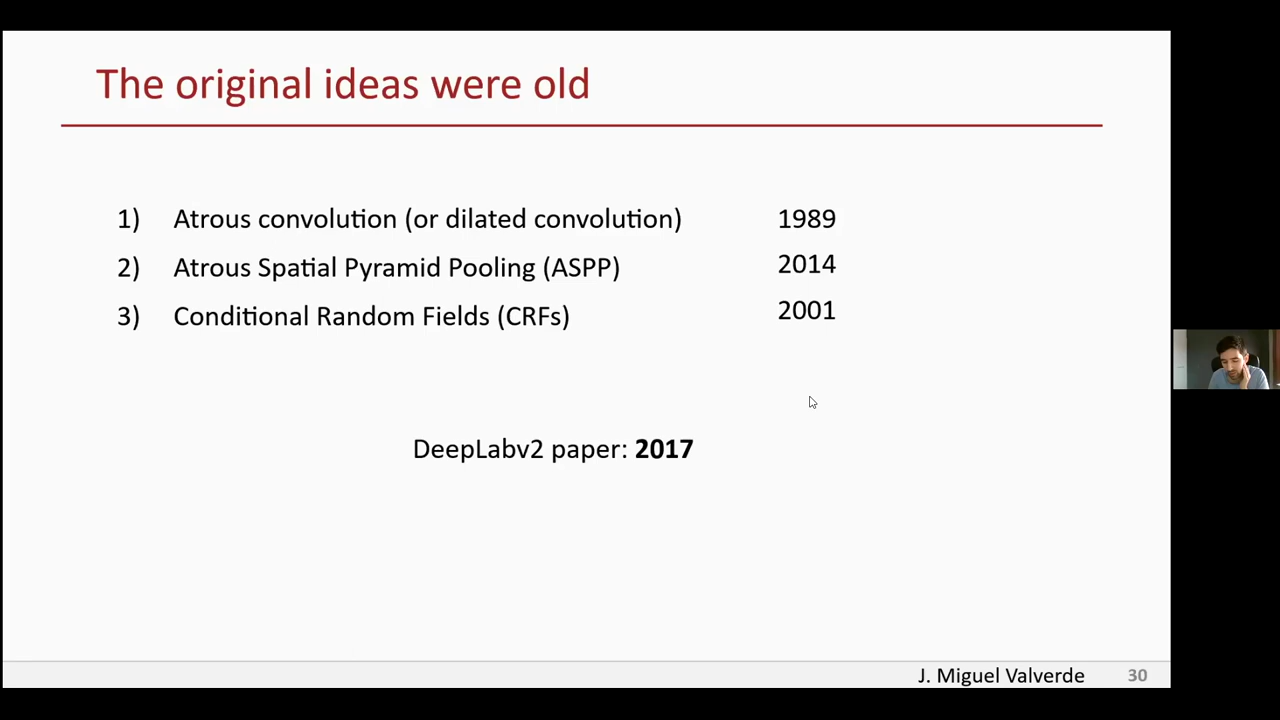 The original ideas were old
1) Atrous convolution (or dilated convolution) 1989
2) Atrous Spatial Pyramid Pooling (ASPP) 2014
3) Conditional Random Fields (CRFs) 2001
DeepLabv2 paper: 2017
J. Miguel Valverde 30